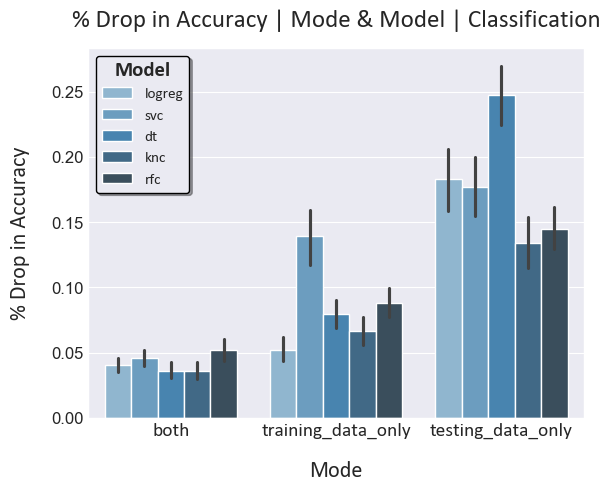 % Drop in Accuracy | Mode & Model | Classification
% Drop in Accuracy
0.25
0.20
0.15
0.10
0.05
0.00
Model
logreg
svc
dt
knc
rfc
both
training_data_only
testing_data_only
Mode